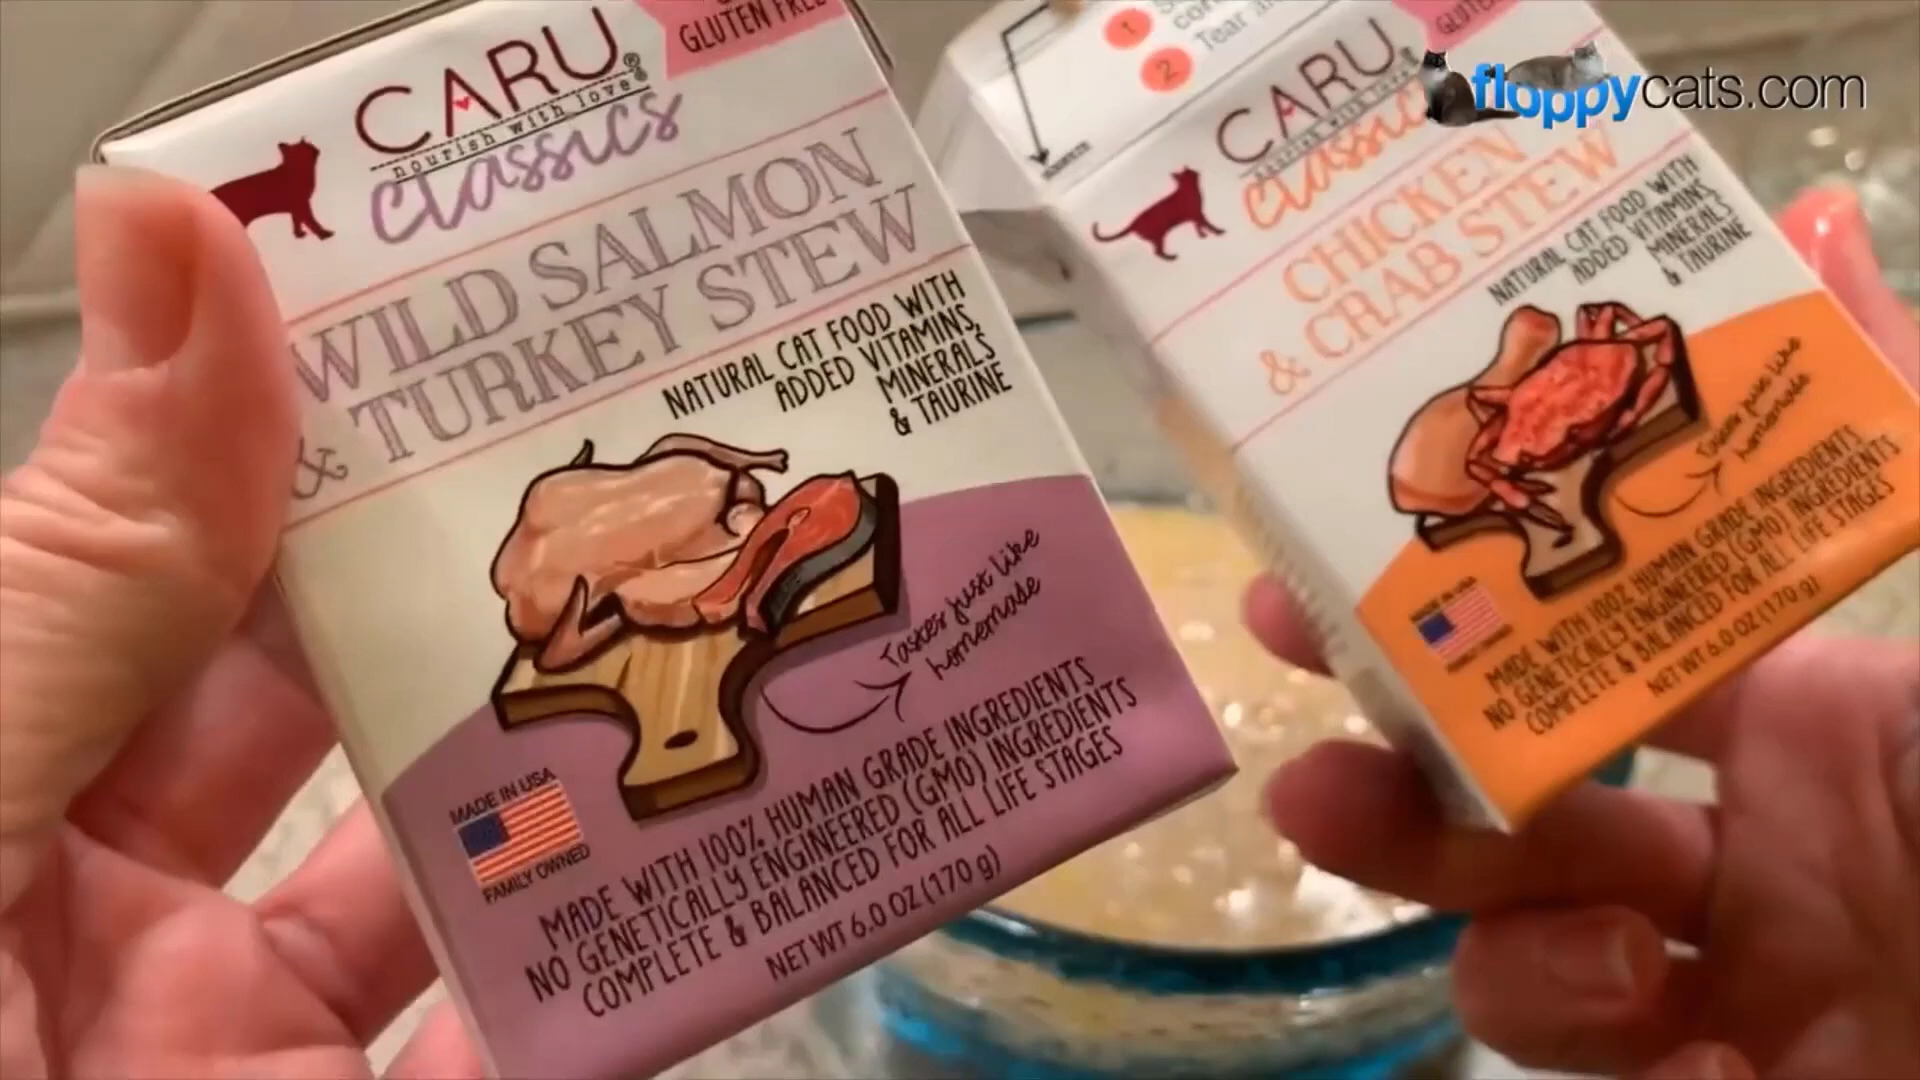 GLUTEN FREE
CARU®
nourish with love®
classics
WILD SALMON
& TURKEY STEW
NATURAL CAT FOOD WITH
ADDED VITAMINS,
MINERALS
& TAURINE
Tastes just like
homemade
MADE IN USA
FAMILY OWNED
MADE WITH 100% HUMAN GRADE INGREDIENTS
NO GENETICALLY ENGINEERED (GMO) INGREDIENTS
COMPLETE & BALANCED FOR ALL LIFE STAGES
NET WT 6.0 OZ (170 g)
1
2 Tear
SQUEEZE
CARU
nourish with love
classics
CHICKEN
& CRAB STEW
NATURAL CAT FOOD WITH
ADDED VITAMINS
MINERALS
& TAURINE
Tastes just like
homemade
MADE IN USA
FAMILY OWNED
MADE WITH 100% HUMAN GRADE INGREDIENTS
NO GENETICALLY ENGINEERED (GMO) INGREDIENTS
COMPLETE & BALANCED FOR ALL LIFE STAGES
NET WT 6.0 OZ (170 g)
floppycats.com